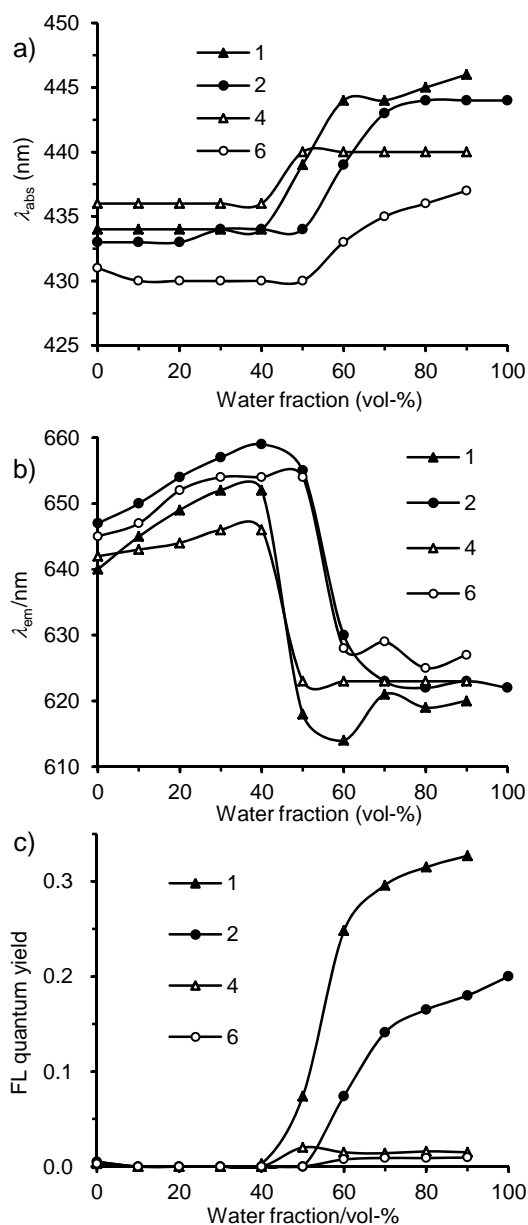 a)
1
2
4
6
λabs (nm)
445
440
435
430
425
0 20 40 60 80 100
Water fraction (vol-%)
b)
1
2
4
6
λem/nm
660
650
640
630
620
610
0 20 40 60 80 100
Water fraction (vol-%)
c)
1
2
4
6
FL quantum yield
0.3
0.2
0.1
0.0
0 20 40 60 80 100
Water fraction/vol-%